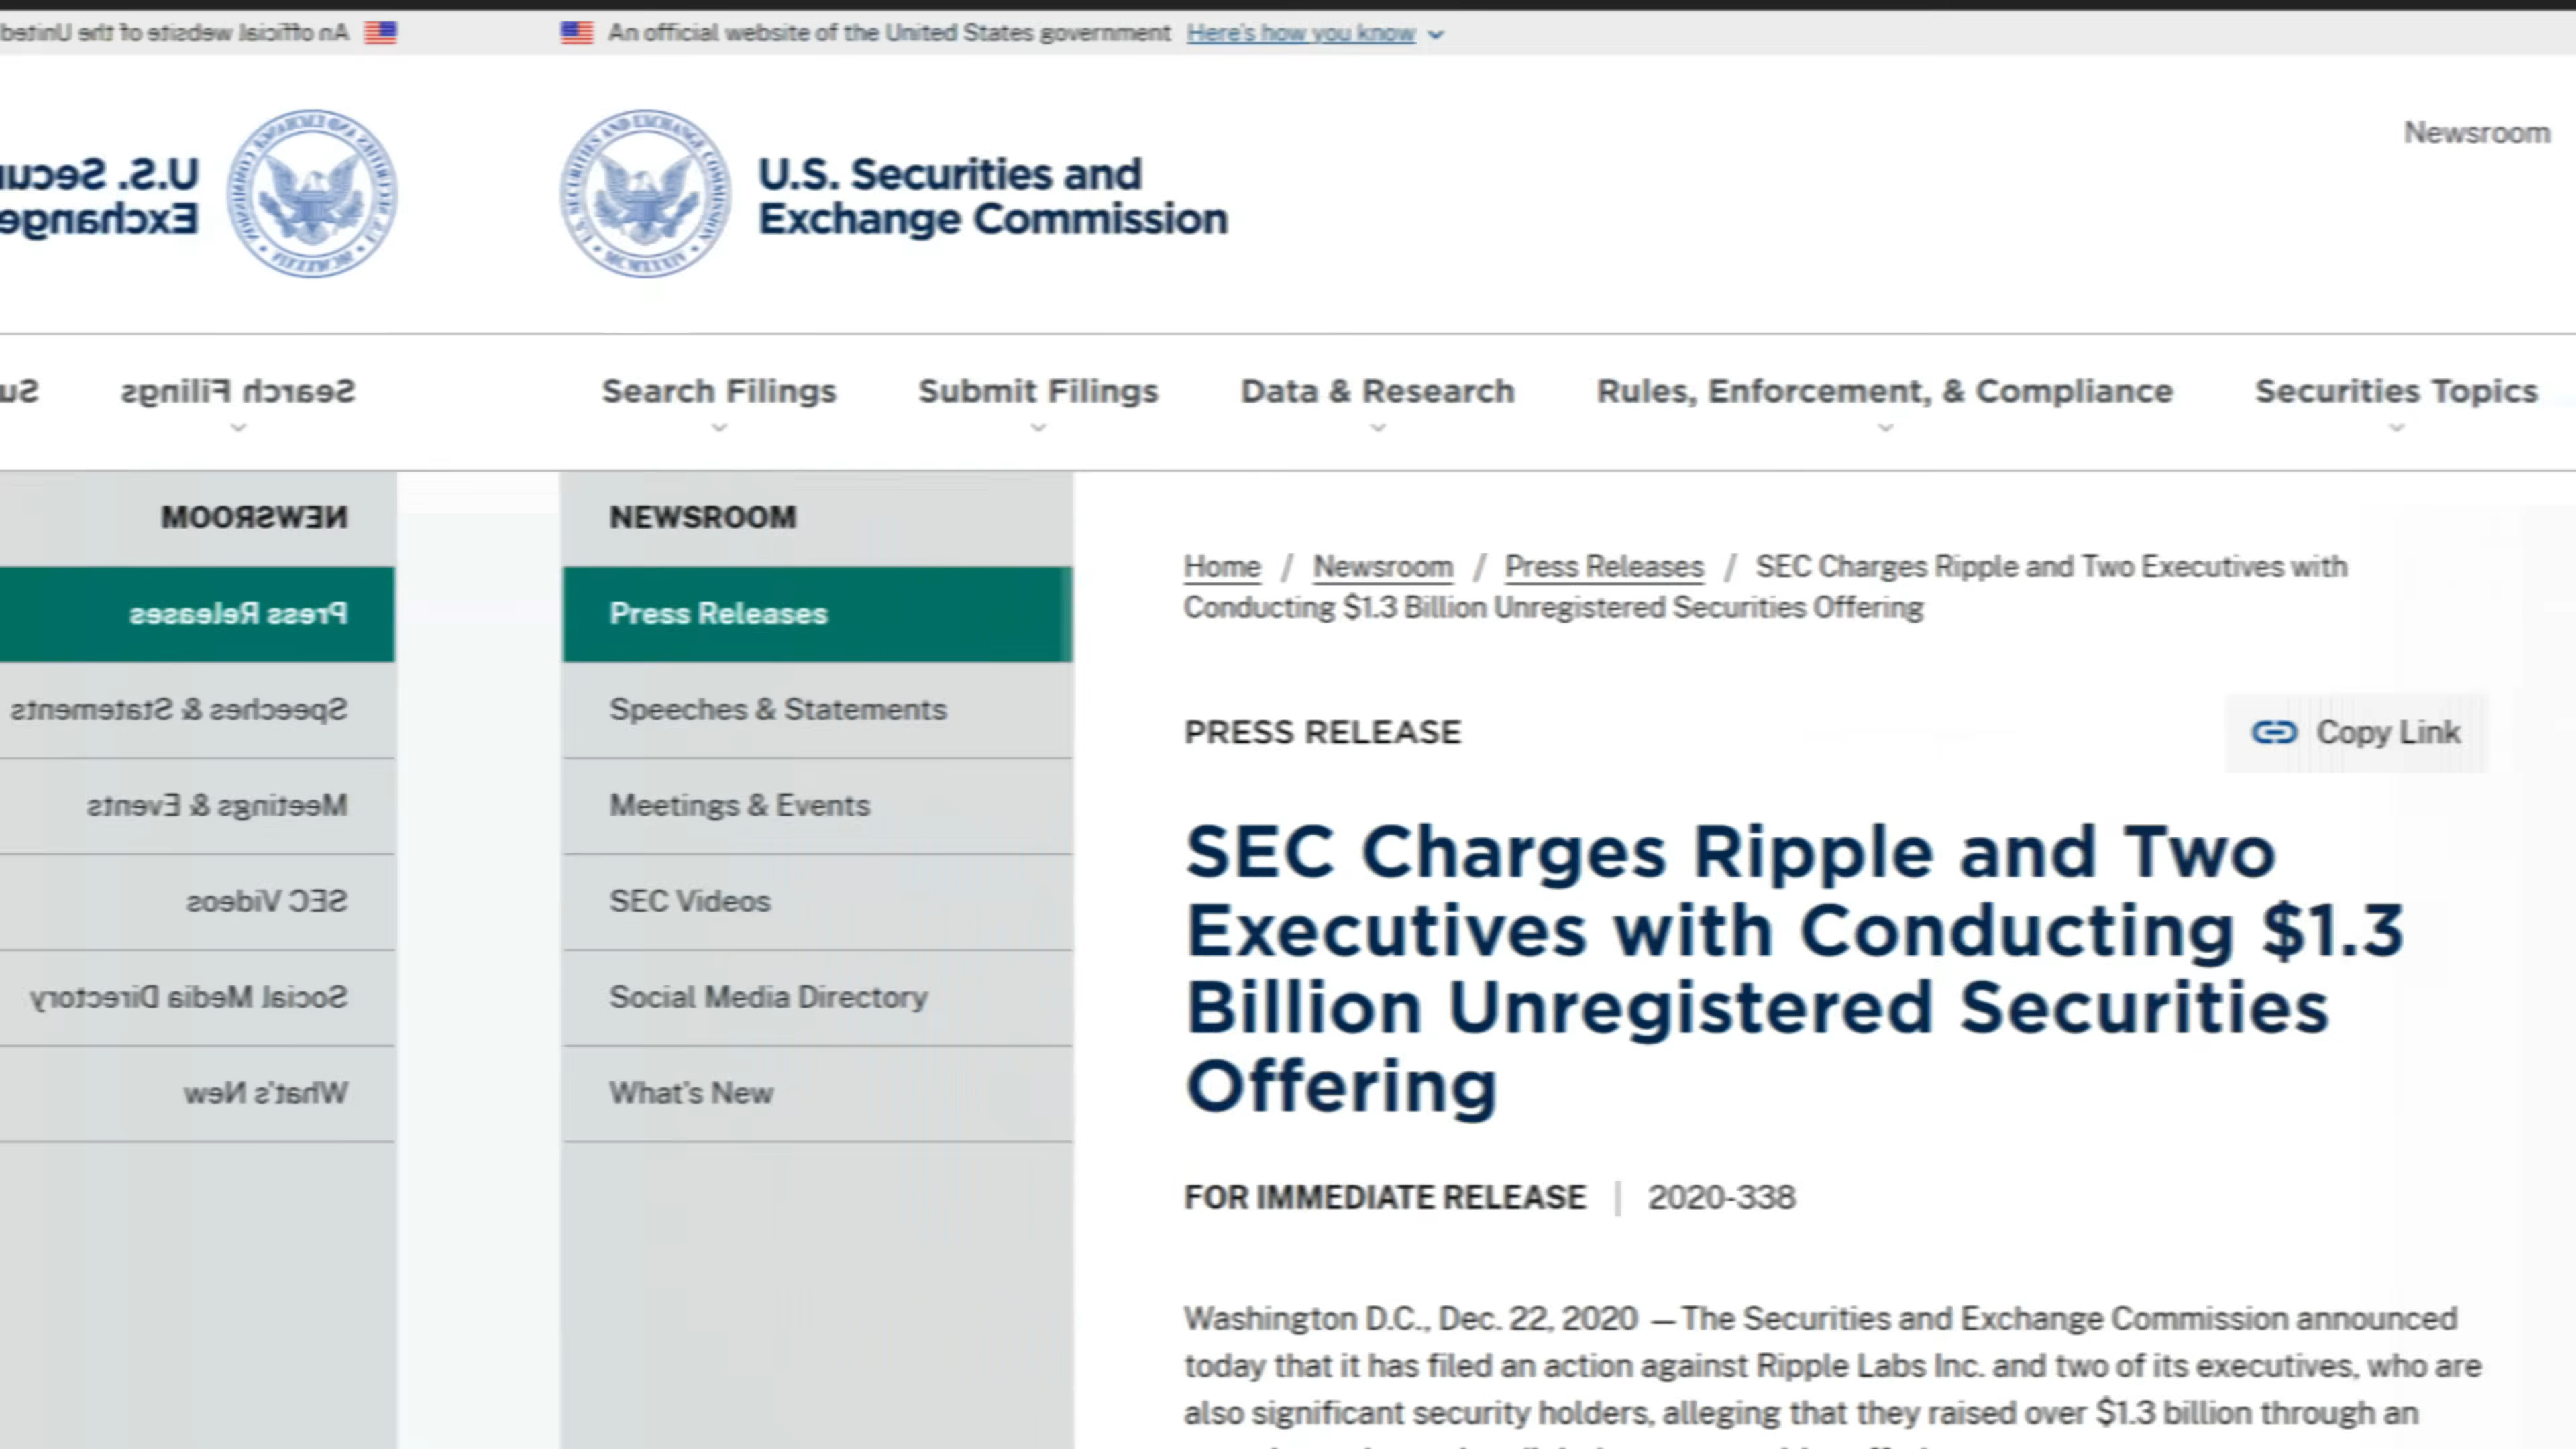 An official website of the United States government Here's how you know
U.S. Securities and
Exchange Commission
Newsroom
Search Filings Submit Filings Data & Research Rules, Enforcement, & Compliance Securities Topics
NEWSROOM
Press Releases
Speeches & Statements
Meetings & Events
SEC Videos
Social Media Directory
What's New
Home / Newsroom / Press Releases / SEC Charges Ripple and Two Executives with
Conducting $1.3 Billion Unregistered Securities Offering
PRESS RELEASE
Copy Link
SEC Charges Ripple and Two
Executives with Conducting $1.3
Billion Unregistered Securities
Offering
FOR IMMEDIATE RELEASE | 2020-338
Washington D.C., Dec. 22, 2020 — The Securities and Exchange Commission announced
today that it has filed an action against Ripple Labs Inc. and two of its executives, who are
also significant security holders, alleging that they raised over $1.3 billion through an